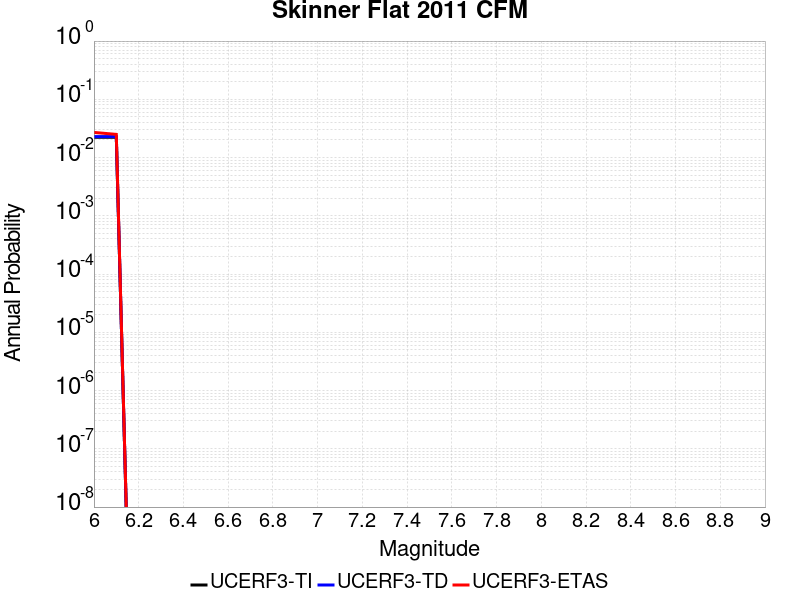 Skinner Flat 2011 CFM
10^0
10^-1
10^-2
10^-3
10^-4
10^-5
10^-6
10^-7
10^-8
Annual Probability
6 6.2 6.4 6.6 6.8 7 7.2 7.4 7.6 7.8 8 8.2 8.4 8.6 8.8 9
Magnitude
UCERF3-TI UCERF3-TD UCERF3-ETAS